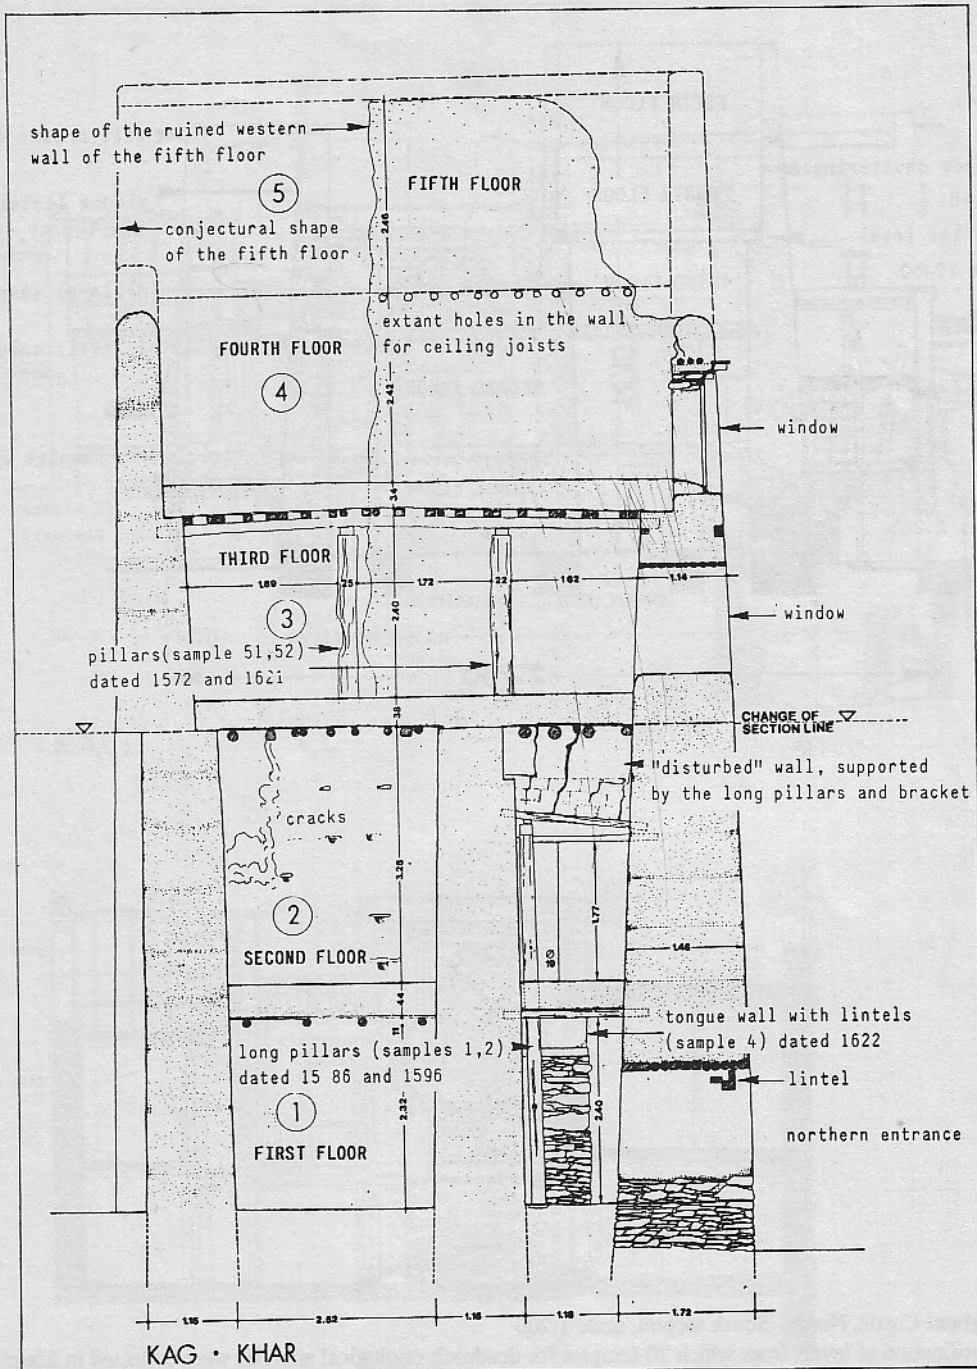 shape of the ruined western
wall of the fifth floor
5
FIFTH FLOOR
2.46
conjectural shape
of the fifth floor
extant holes in the wall
for ceiling joists
FOURTH FLOOR
4
2.42
window
34
THIRD FLOOR
1.89 25 1.72 22 1.62 1.14
3
2.40
window
pillars(sample 51,52)
dated 1572 and 1621
38
CHANGE OF
SECTION LINE
"disturbed" wall, supported
by the long pillars and bracket
cracks
3.25
1.77
2
1.46
SECOND FLOOR
44
tongue wall with lintels
(sample 4) dated 1622
11
long pillars (samples 1,2)
dated 15 86 and 1596
lintel
1
2.32
2.40
northern entrance
FIRST FLOOR
1.15 2.52 1.16 1.18 1.72
KAG · KHAR